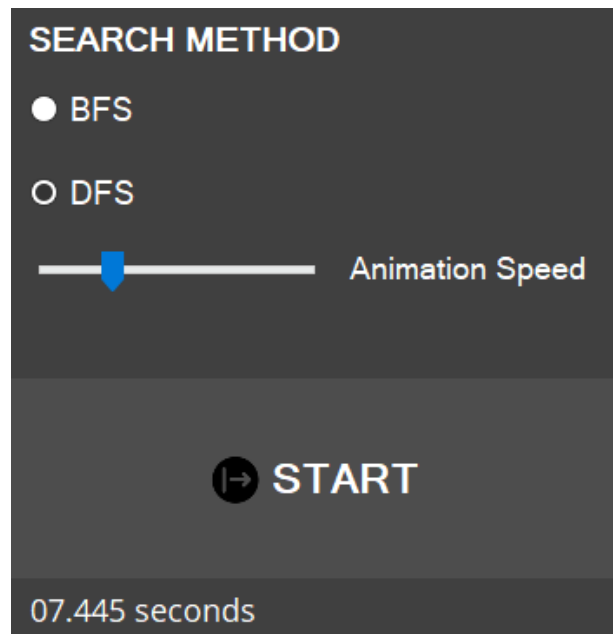 SEARCH METHOD
BFS
DFS
Animation Speed
START
07.445 seconds